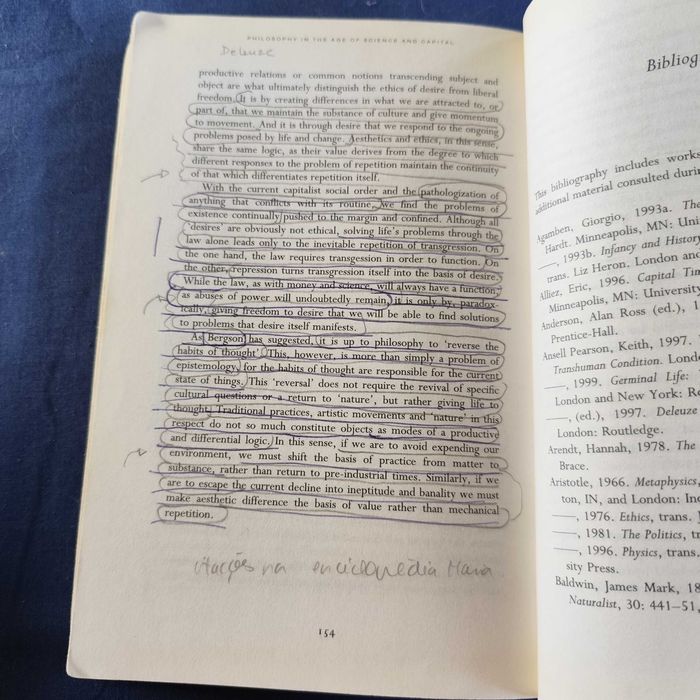 PHILOSOPHY IN THE AGE OF SCIENCE AND CAPITAL
Deleuze
productive relations or common notions transcending subject and
object are what ultimately distinguish the ethics of desire from liberal
freedom. It is by creating differences in what we are attracted to, or
part of, that we maintain the substance of culture and give momentum
to movement. And it is through desire that we respond to the ongoing
problems posed by life and change. Aesthetics and ethics, in this sense,
share the same logic, as their value derives from the degree to which
different responses to the problem of repetition maintain the continuity
of that which differentiates repetition itself.
With the current capitalist social order and the pathologization of
anything that conflicts with its routine, we find the problems of
existence continually pushed to the margin and confined. Although all
'desires' are obviously not ethical, solving life's problems through the
law alone leads only to the inevitable repetition of transgression. On
the one hand, the law requires transgession in order to function. On
the other, repression turns transgression itself into the basis of desire.
While the law, as with money and science, will always have a function,
as abuses of power will undoubtedly remain, it is only by, paradox-
ically, giving freedom to desire that we will be able to find solutions
to problems that desire itself manifests.
As Bergson has suggested, it is up to philosophy to 'reverse the
habits of thought'. This, however, is more than simply a problem of
epistemology, for the habits of thought are responsible for the current
state of things. This 'reversal' does not require the revival of specific
cultural questions or a return to 'nature', but rather giving life to
thought. Traditional practices, artistic movements and 'nature' in this
respect do not so much constitute objects as modes of a productive
and differential logic. In this sense, if we are to avoid expending our
environment, we must shift the basis of practice from matter to
substance, rather than return to pre-industrial times. Similarly, if we
are to escape the current decline into ineptitude and banality we must
make aesthetic difference the basis of value rather than mechanical
repetition.
citações na enciclopédia
154
Bibliog
This bibliography includes works
additional material consulted durin
Agamben, Giorgio, 1993a. The
Hardt. Minneapolis, MN: Uni
——, 1993b. Infancy and History
trans. Liz Heron. London and
Alliez, Eric, 1996. Capital Tim
Minneapolis, MN: University
Anderson, Alan Ross (ed.), 1
Prentice-Hall.
Ansell Pearson, Keith, 1997. 
Transhuman Condition. London
——, 1999. Germinal Life: 
London and New York: Ro
——, (ed.), 1997. Deleuze
London: Routledge.
Arendt, Hannah, 1978. The
Brace.
Aristotle, 1966. Metaphysics,
ton, IN, and London: Ind
——, 1976. Ethics, trans. J
——, 1981. The Politics, tr
——, 1996. Physics, trans.
sity Press.
Baldwin, James Mark, 18
Naturalist, 30: 441–51,